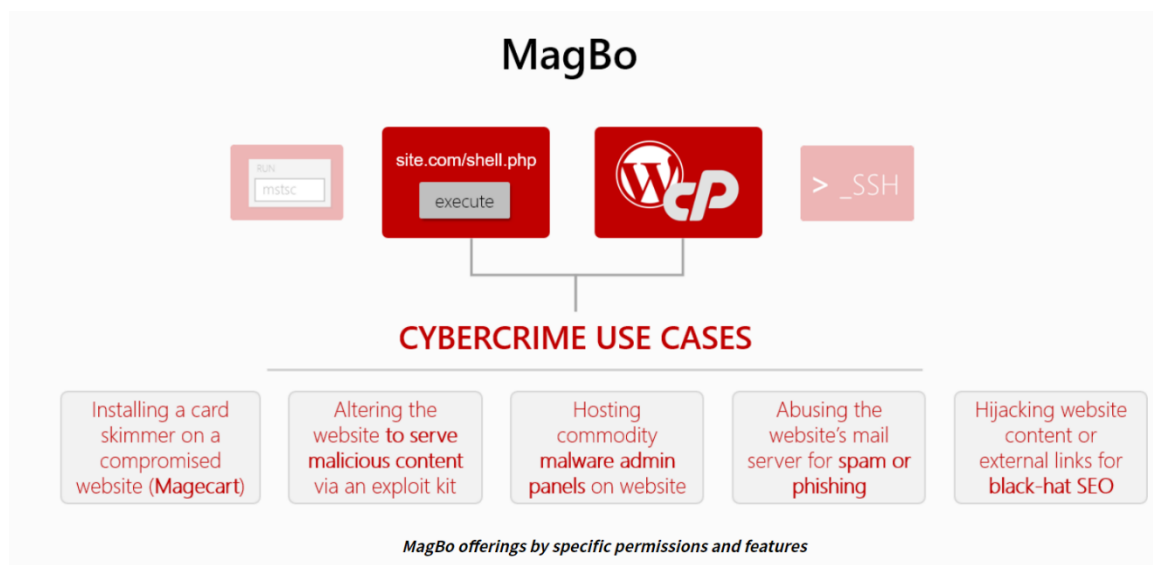 MagBo
RUN
mstsc
site.com/shell.php
execute
W
cP
> _SSH
CYBERCRIME USE CASES
Installing a card
skimmer on a
compromised
website (Magecart)
Altering the
website to serve
malicious content
via an exploit kit
Hosting
commodity
malware admin
panels on website
Abusing the
website's mail
server for spam or
phishing
Hijacking website
content or
external links for
black-hat SEO
MagBo offerings by specific permissions and features